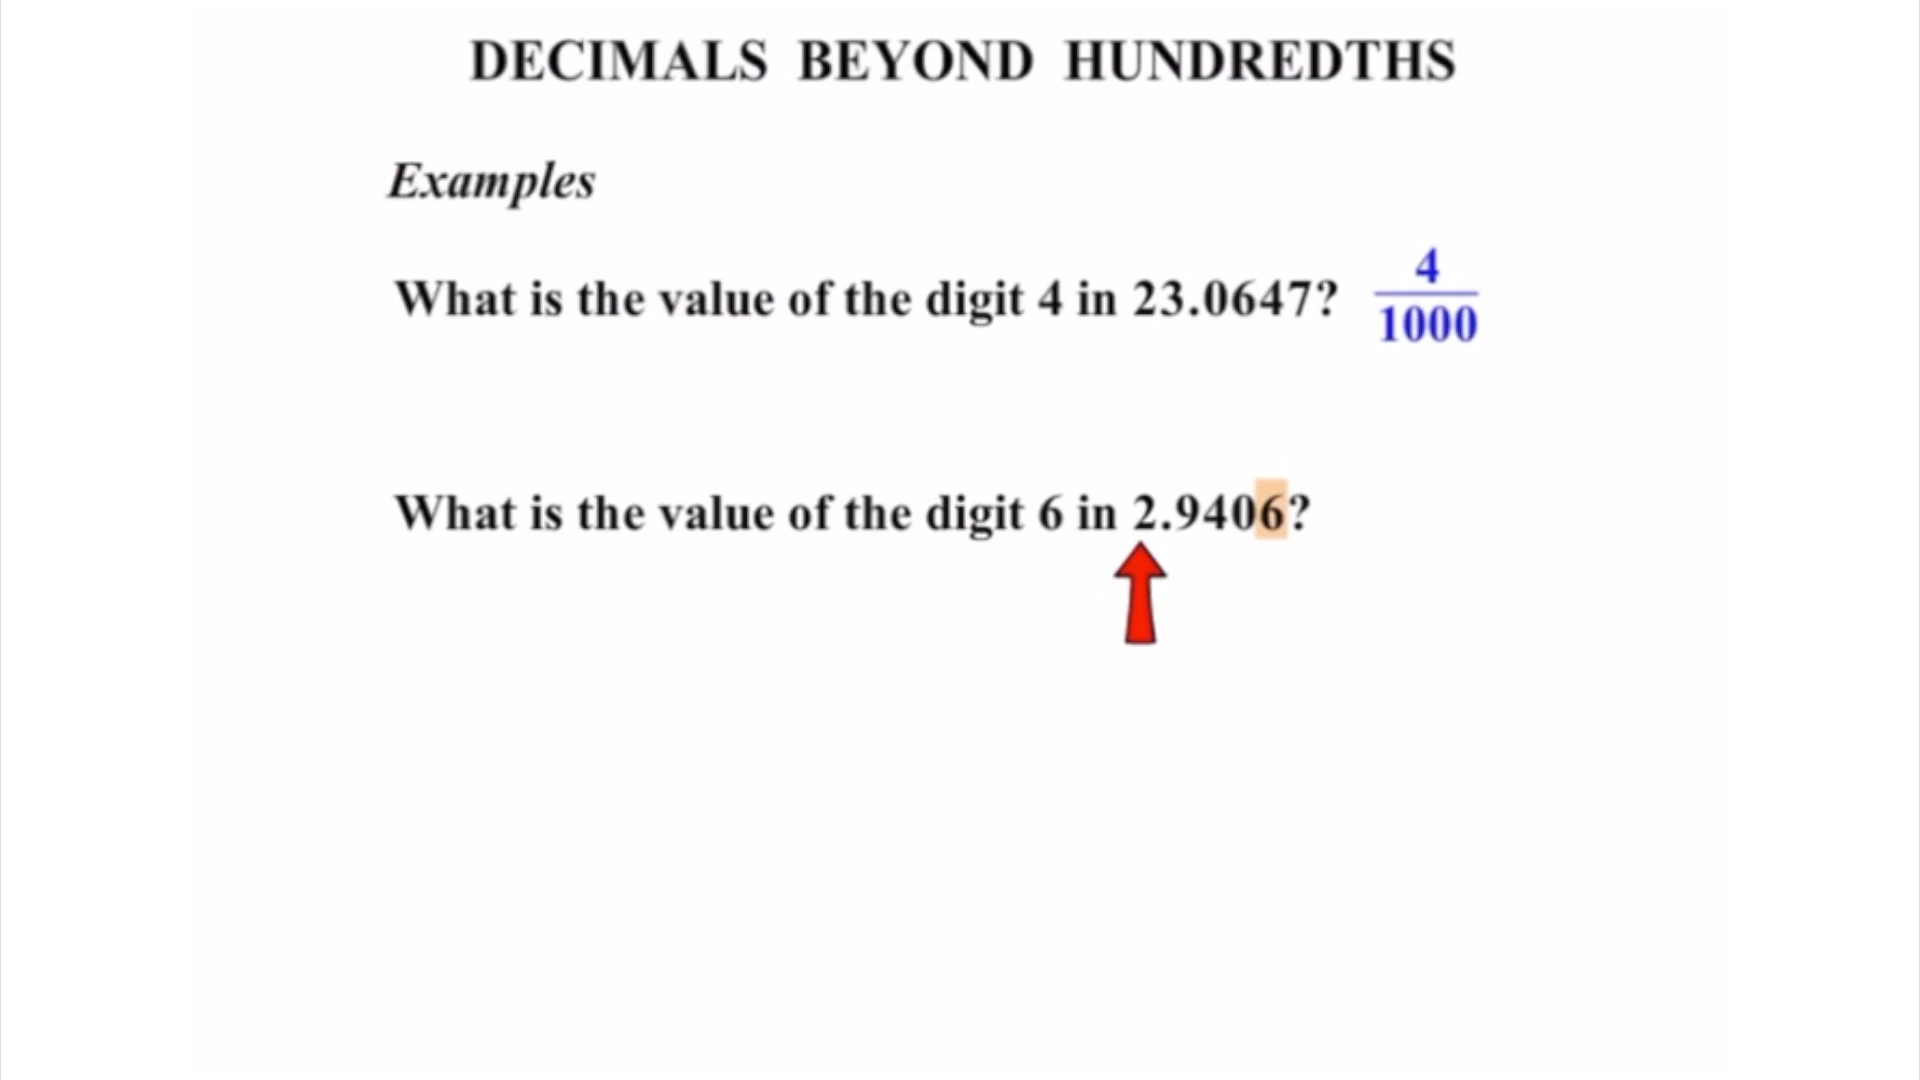 DECIMALS BEYOND HUNDREDTHS
Examples
What is the value of the digit 4 in 23.0647? 4/1000
What is the value of the digit 6 in 2.9406?